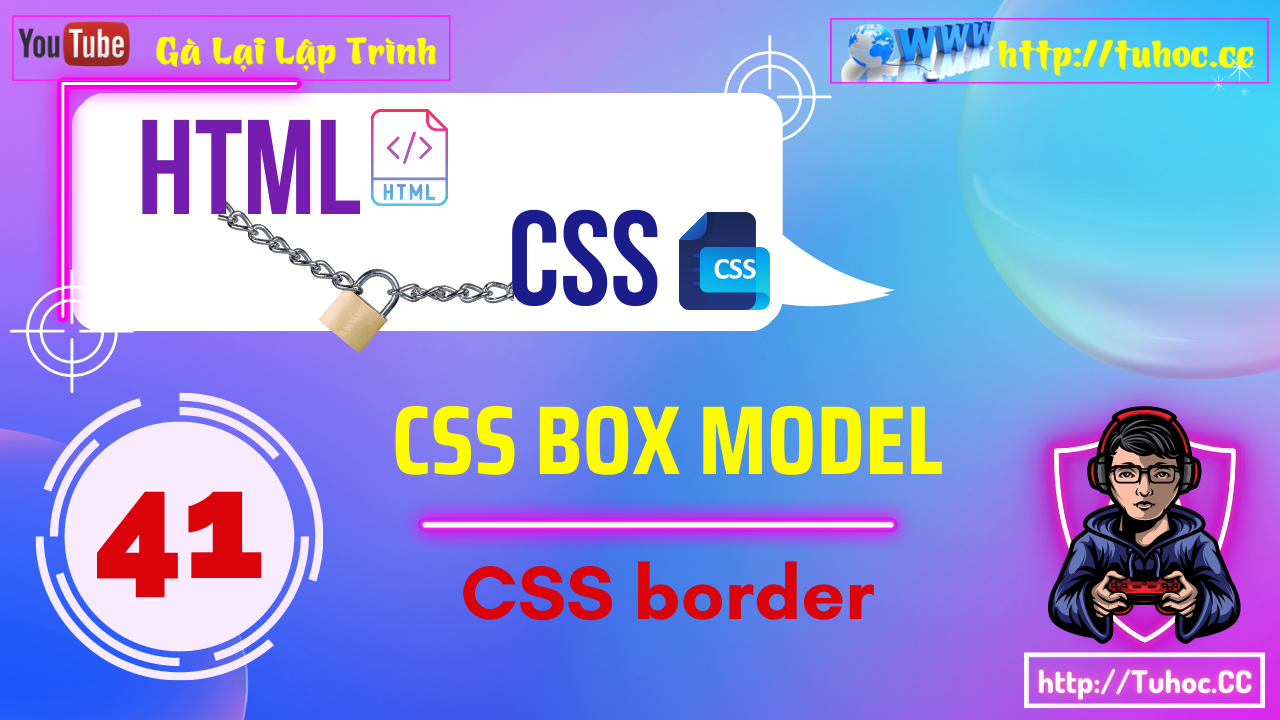 YouTube
Gà Lại Lập Trình
WWW
http://tuhoc.cc
HTML
</>
HTML
CSS
CSS
CSS BOX MODEL
41
CSS border
http://Tuhoc.CC